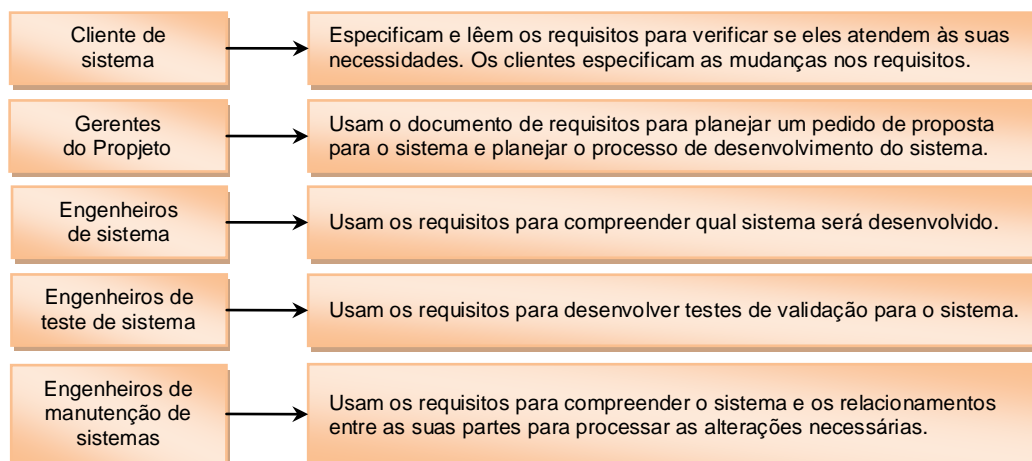 Cliente de
sistema
Especificam e lêem os requisitos para verificar se eles atendem às suas
necessidades. Os clientes especificam as mudanças nos requisitos.
Gerentes
do Propjeto
Usam o documento de requisitos para planejar um pedido de proposta
para o sistema e planejar o processo de desenvolvimento do sistema.
Engenheiros
de sistema
Usam os requisitos para compreender qual sistema será desenvolvido.
Engenheiros de
teste de sistema
Usam os requisitos para desenvolver testes de validação para o sistema.
Engenheiros de
manutenção de
sistemas
Usam os requisitos para compreender o sistema e os relacionamentos
entre as suas partes para processar as alterações necessárias.